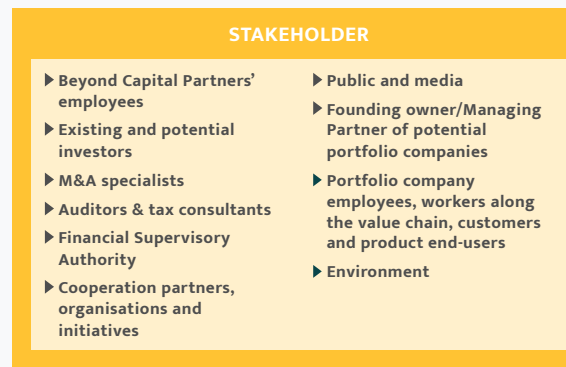 STAKEHOLDER
Beyond Capital Partners’
employees
Existing and potential
investors
M&A specialists
Auditors & tax consultants
Financial Supervisory
Authority
Cooperation partners,
organisations and
initiatives
Public and media
Founding owner/Managing
Partner of potential
portfolio companies
Portfolio company
employees, workers along
the value chain, customers
and product end-users
Environment